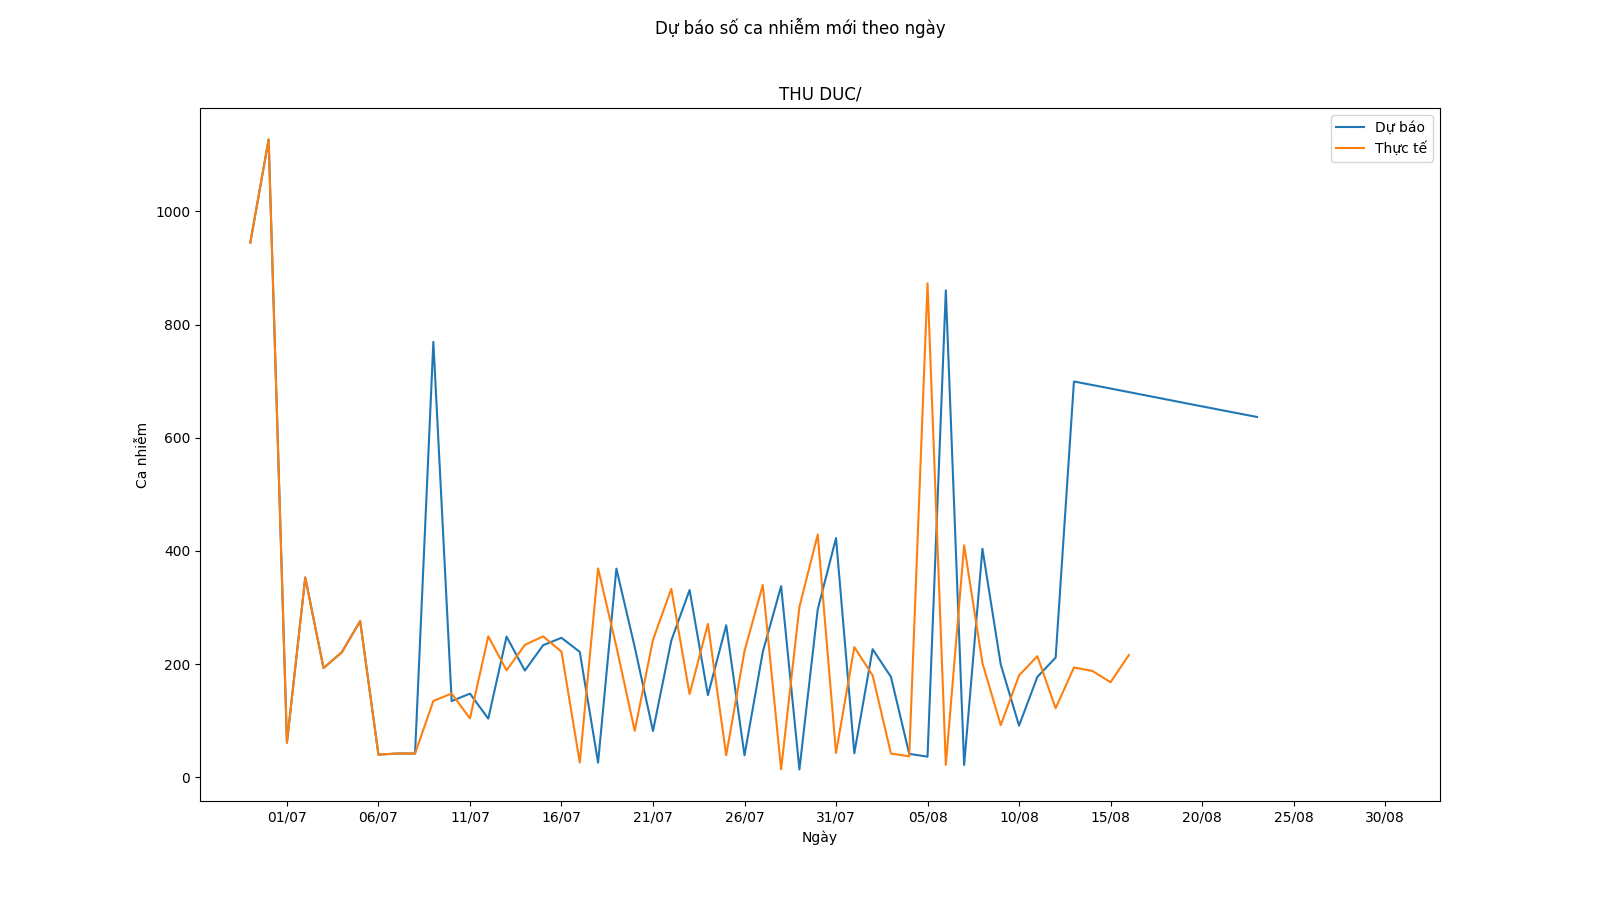 Dự báo số ca nhiễm mới theo ngày
THU DUC/
Dự báo
Thực tế
1000
800
600
400
200
0
Ca nhiễm
01/07 06/07 11/07 16/07 21/07 26/07 31/07 05/08 10/08 15/08 20/08 25/08 30/08
Ngày